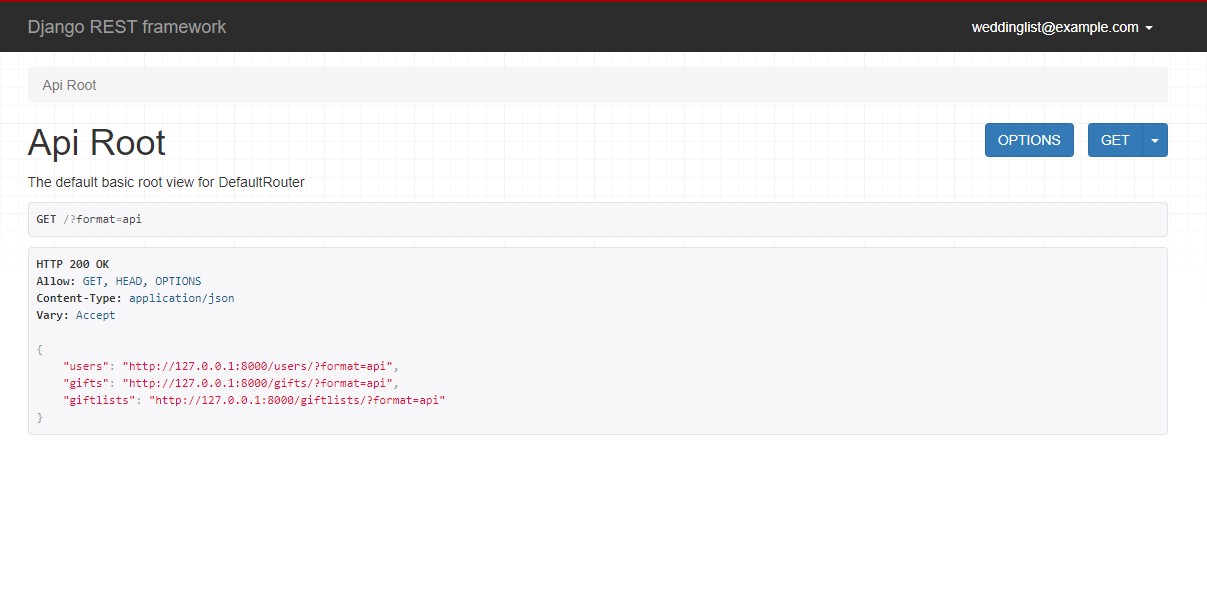 Django REST framework
weddinglist@example.com
Api Root
Api Root
OPTIONS
GET
The default basic root view for DefaultRouter
GET /?format=api
HTTP 200 OK
Allow: GET, HEAD, OPTIONS
Content-Type: application/json
Vary: Accept
{
    "users": "http://127.0.0.1:8000/users/?format=api",
    "gifts": "http://127.0.0.1:8000/gifts/?format=api",
    "giftlists": "http://127.0.0.1:8000/giftlists/?format=api"
}